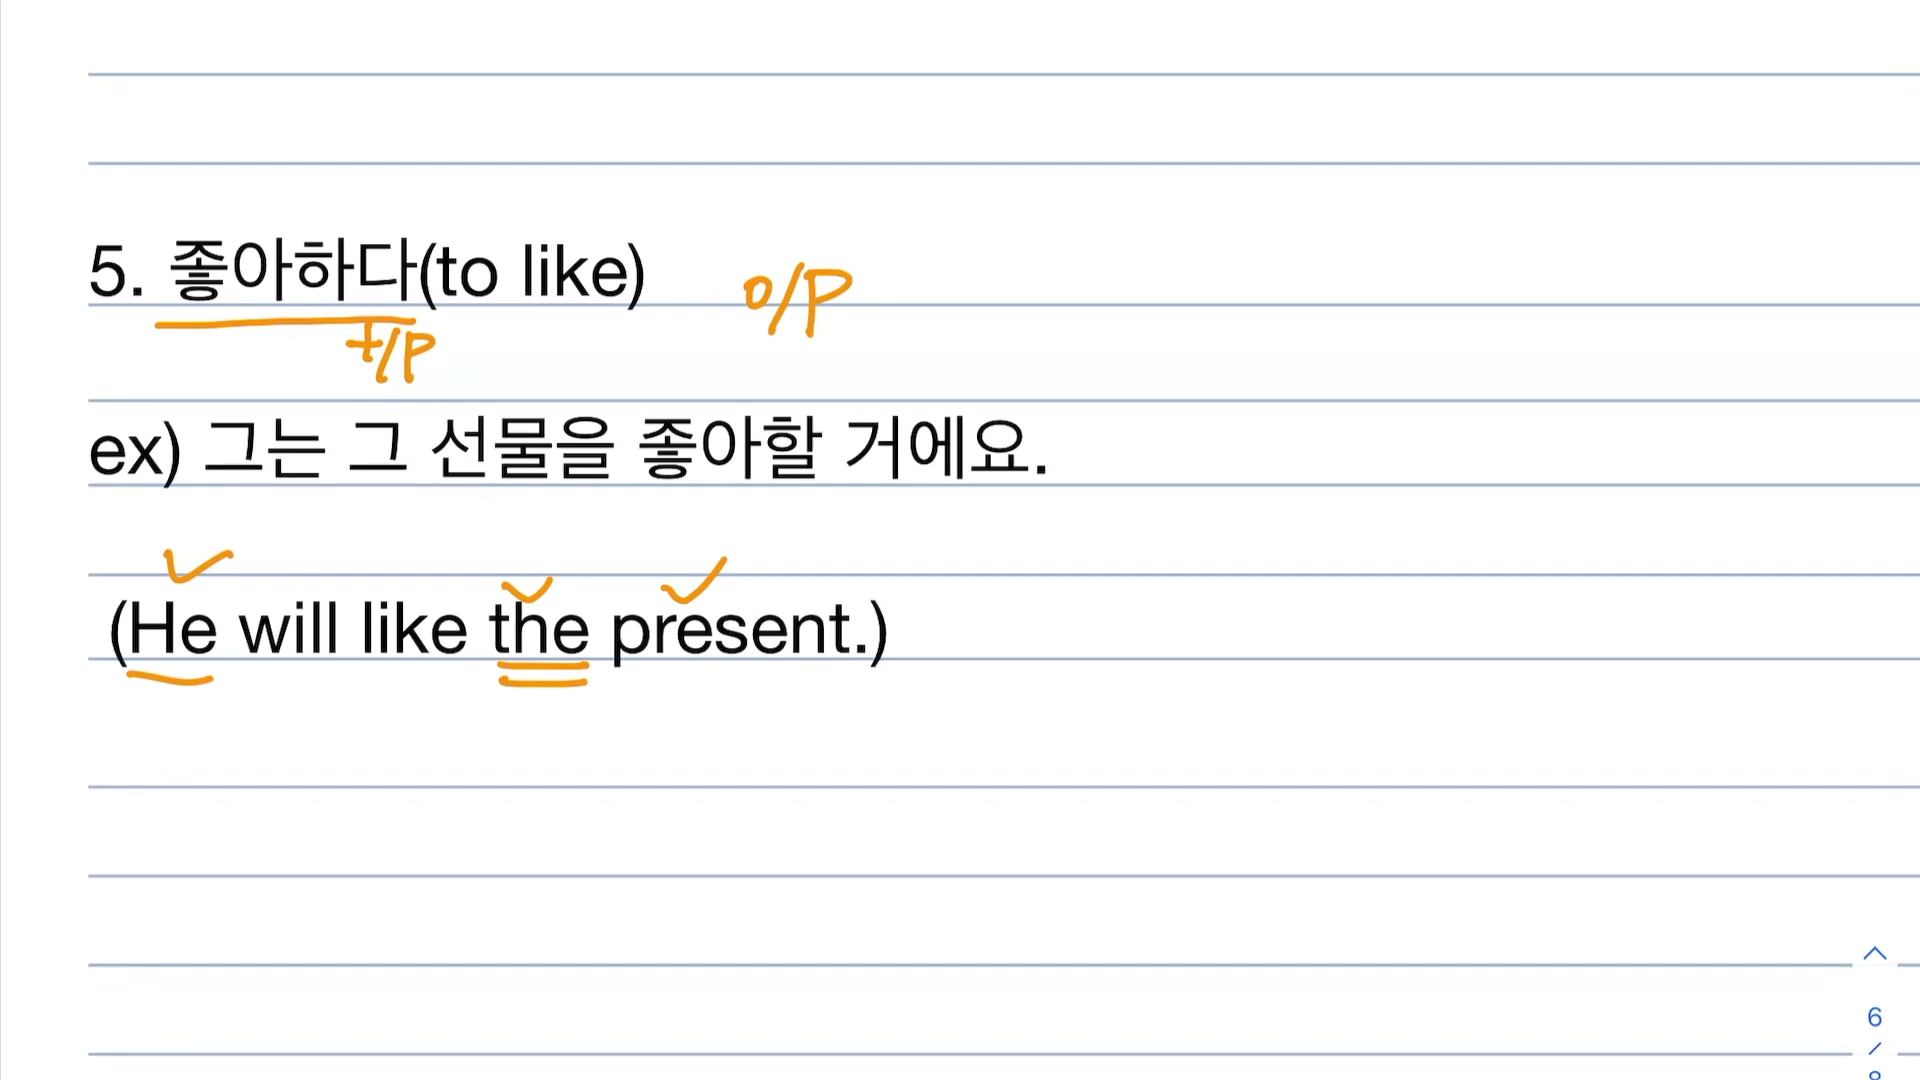 5. 좋아하다(to like) o/p
t/p
ex) 그는 그 선물을 좋아할 거에요.
(He will like the present.)
6
/